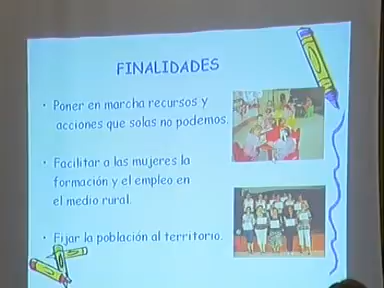 FINALIDADES
• Poner en marcha recursos y
acciones que solas no podemos.
• Facilitar a las mujeres la
formación y el empleo en
el medio rural.
• Fijar la población al territorio.